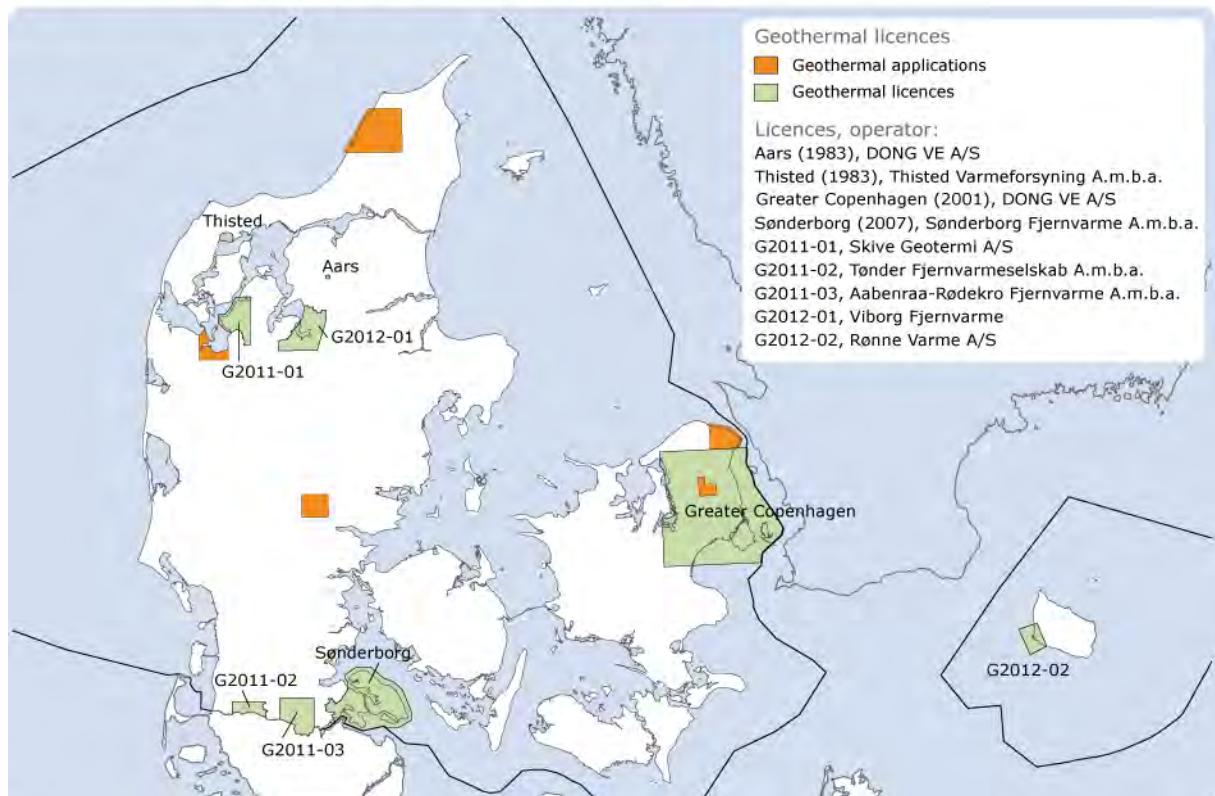 Geothermal licences
Geothermal applications
Geothermal licences
Licences, operator:
Aars (1983), DONG VE A/S
Thisted (1983), Thisted Varmeforsyning A.m.b.a.
Greater Copenhagen (2001), DONG VE A/S
Sønderborg (2007), Sønderborg Fjernvarme A.m.b.a.
G2011-01, Skive Geotermi A/S
G2011-02, Tønder Fjernvarmeselskab A.m.b.a.
G2011-03, Aabenraa-Rødekro Fjernvarme A.m.b.a.
G2012-01, Viborg Fjernvarme
G2012-02, Rønne Varme A/S
Thisted
Aars
G2012-01
G2011-01
Greater Copenhagen
Sønderborg
G2012-02
G2011-02
G2011-03